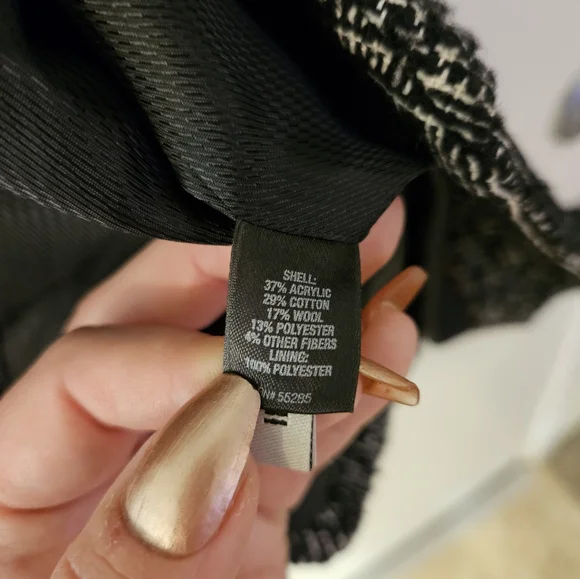 SHELL:
37% ACRYLIC
29% COTTON
17% WOOL
13% POLYESTER
4% OTHER FIBERS
LINING:
100% POLYESTER
N# 55285